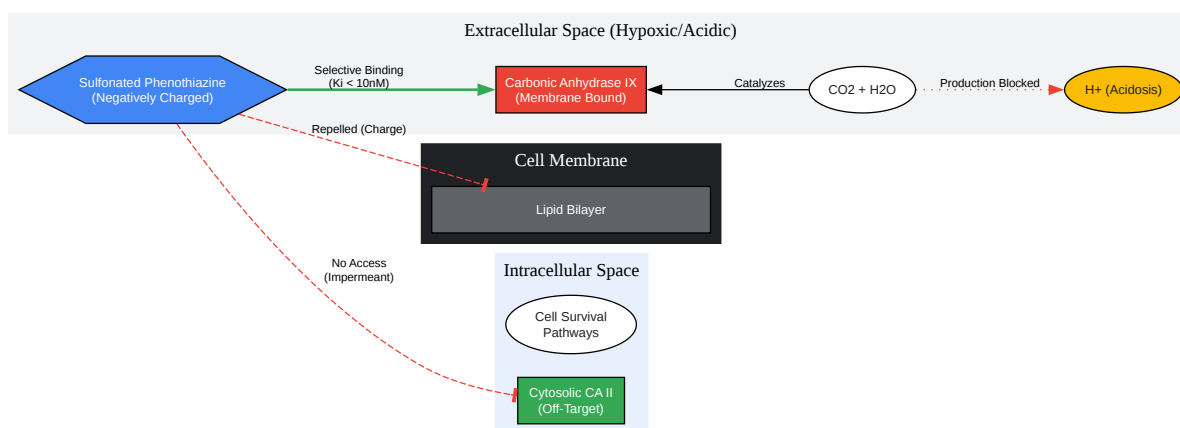 Extracellular Space (Hypoxic/Acidic)
Sulfonated Phenothiazine
(Negatively Charged)
Selective Binding
(Ki < 10nM)
Carbonic Anhydrase IX
(Membrane Bound)
Catalyzes
CO2 + H2O
Production Blocked
H+ (Acidosis)
Repelled (Charge)
Cell Membrane
Lipid Bilayer
No Access
(Impermeant)
Intracellular Space
Cell Survival
Pathways
Cytosolic CA II
(Off-Target)